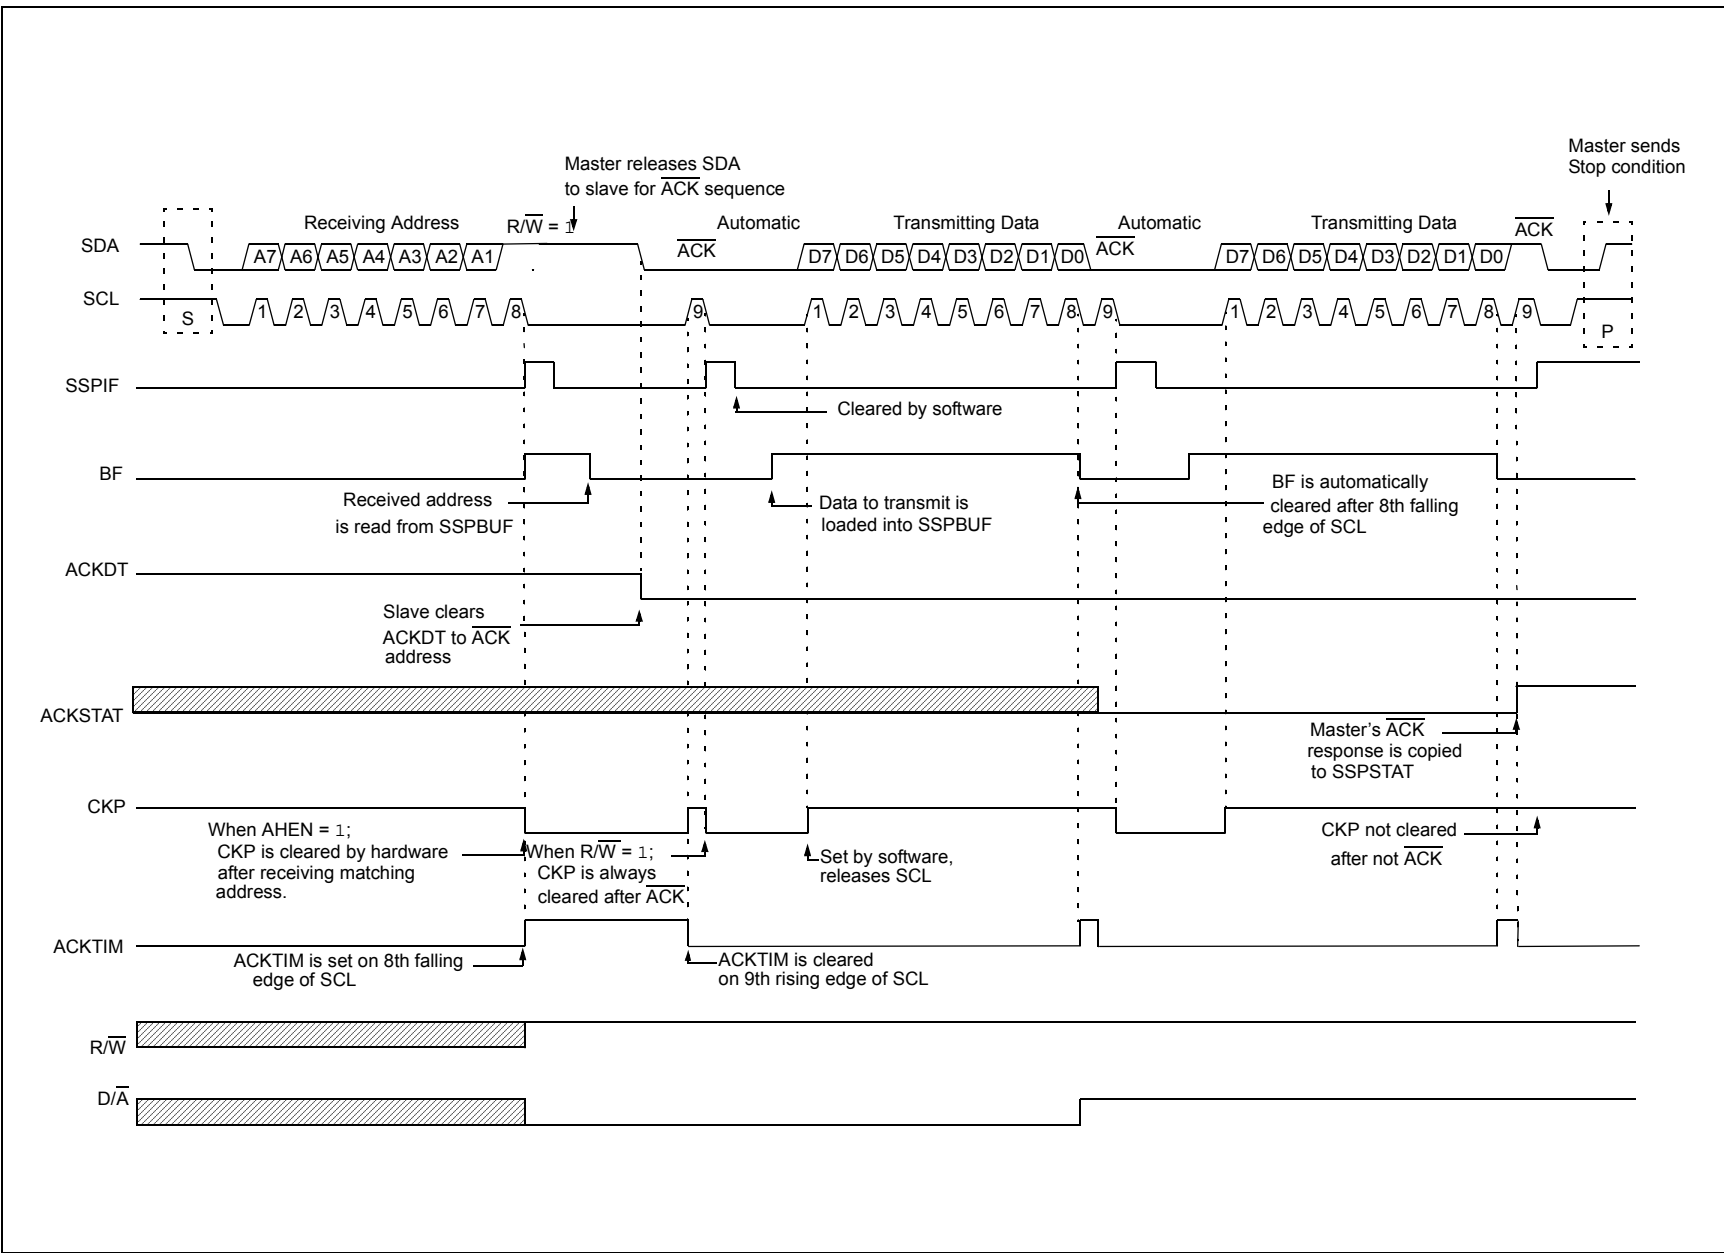 Master releases SDA
to slave for ACK sequence
Master sends
Stop condition
Receiving Address
R/W = 1
Automatic
Transmitting Data
Automatic
Transmitting Data
ACK
SDA
A7 A6 A5 A4 A3 A2 A1
ACK
D7 D6 D5 D4 D3 D2 D1 D0
ACK
D7 D6 D5 D4 D3 D2 D1 D0
SCL
S
1 2 3 4 5 6 7 8 9 1 2 3 4 5 6 7 8 9 1 2 3 4 5 6 7 8 9
P
SSPIF
Cleared by software
BF
Received address
is read from SSPBUF
Data to transmit is
loaded into SSPBUF
BF is automatically
cleared after 8th falling
edge of SCL
ACKDT
Slave clears
ACKDT to ACK
address
ACKSTAT
Master's ACK
response is copied
to SSPSTAT
CKP
When AHEN = 1;
CKP is cleared by hardware
after receiving matching
address.
When R/W = 1;
CKP is always
cleared after ACK
Set by software,
releases SCL
CKP not cleared
after not ACK
ACKTIM
ACKTIM is set on 8th falling
edge of SCL
ACKTIM is cleared
on 9th rising edge of SCL
R/W
D/A